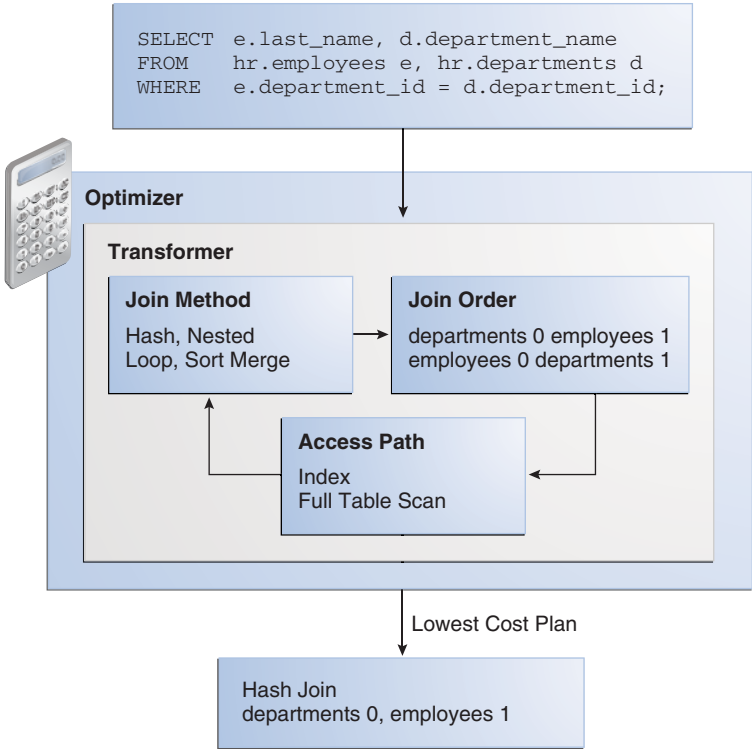 SELECT e.last_name, d.department_name
FROM hr.employees e, hr.departments d
WHERE e.department_id = d.department_id;
Optimizer
Transformer
Join Method
Hash, Nested
Loop, Sort Merge
Join Order
departments 0 employees 1
employees 0 departments 1
Access Path
Index
Full Table Scan
Lowest Cost Plan
Hash Join
departments 0, employees 1